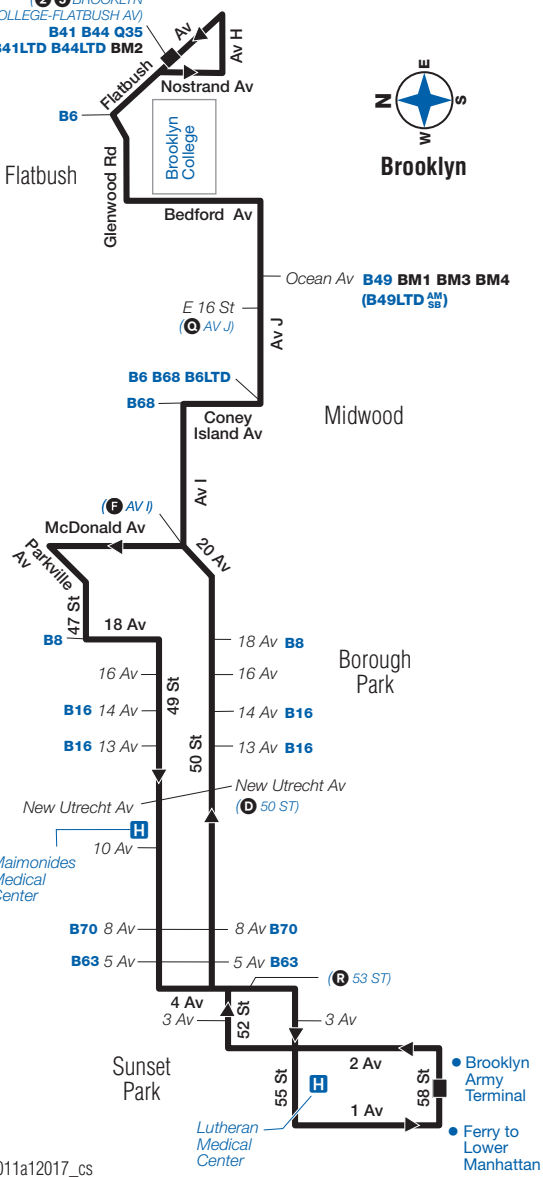 (2 5 BROOKLYN
COLLEGE-FLATBUSH AV)
B41 B44 Q35
B41LTD B44LTD BM2
Av
Av H
Flatbush
Nostrand Av
B6
Flatbush
Glenwood Rd
Brooklyn
College
Bedford Av
N
E
S
W
Brooklyn
Ocean Av B49 BM1 BM3 BM4
(B49LTD AM SB)
E 16 St
(Q AV J)
Av J
B6 B68 B6LTD
B68
Coney
Island Av
Midwood
Av I
(F AV I)
McDonald Av
20 Av
Parkville
Av
47 St
18 Av
B8
18 Av B8
16 Av
16 Av
49 St
Borough
Park
B16 14 Av
14 Av B16
B16 13 Av
13 Av B16
50 St
New Utrecht Av
New Utrecht Av
(D 50 ST)
H
10 Av
Maimonides
Medical
Center
B70 8 Av
8 Av B70
B63 5 Av
5 Av B63
(R 53 ST)
4 Av
3 Av
52 St
3 Av
Sunset
Park
2 Av
55 St
H
58 St
1 Av
• Brooklyn
Army
Terminal
Lutheran
Medical
Center
• Ferry to
Lower
Manhattan
011a12017_cs